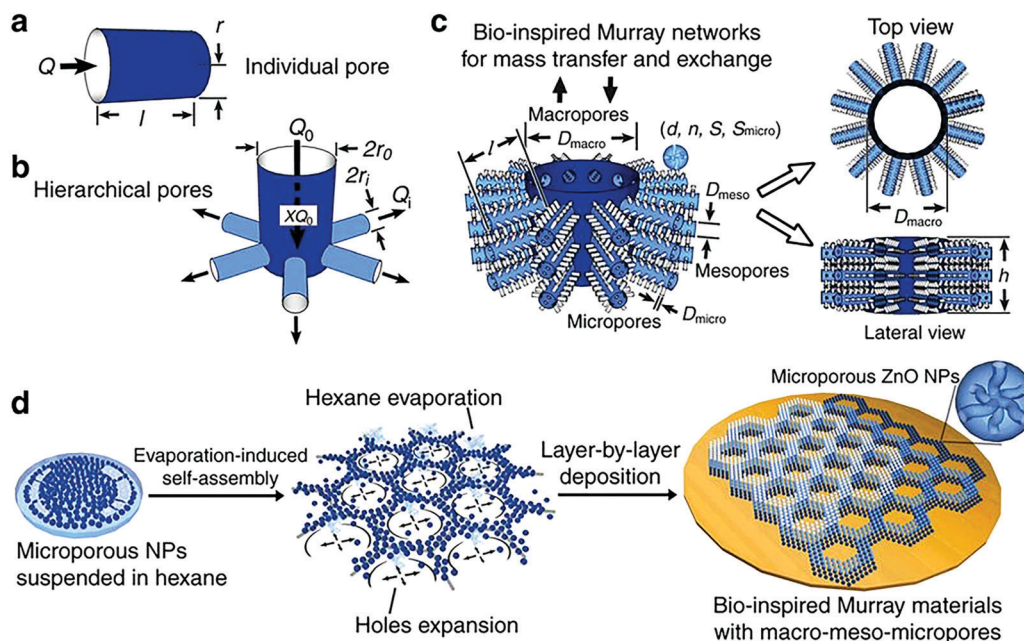 a
Q
r
l
Individual pore
b
Hierarchical pores
Q0
2r0
2ri
Qi
XQ0
c
Bio-inspired Murray networks
for mass transfer and exchange
Macropores
Dmacro
l
(d, n, S, Smicro)
Dmeso
Mesopores
Micropores
Dmicro
Top view
Dmacro
h
Lateral view
d
Microporous NPs
suspended in hexane
Evaporation-induced
self-assembly
Hexane evaporation
Holes expansion
Layer-by-layer
deposition
Microporous ZnO NPs
Bio-inspired Murray materials
with macro-meso-micropores